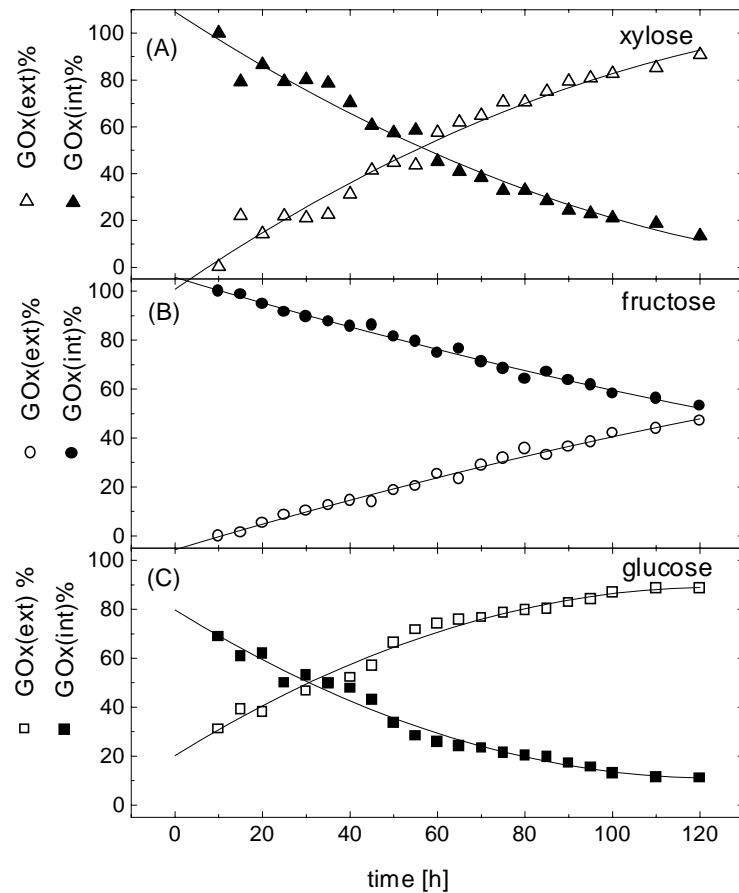 (A)
xylose
100
80
60
40
20
0
△ GOx(ext)%
▲ GOx(int)%
(B)
fructose
100
80
60
40
20
0
○ GOx(ext)%
● GOx(int)%
(C)
glucose
80
60
40
20
0
□ GOx(ext) %
■ GOx(int)%
0 20 40 60 80 100 120
time [h]